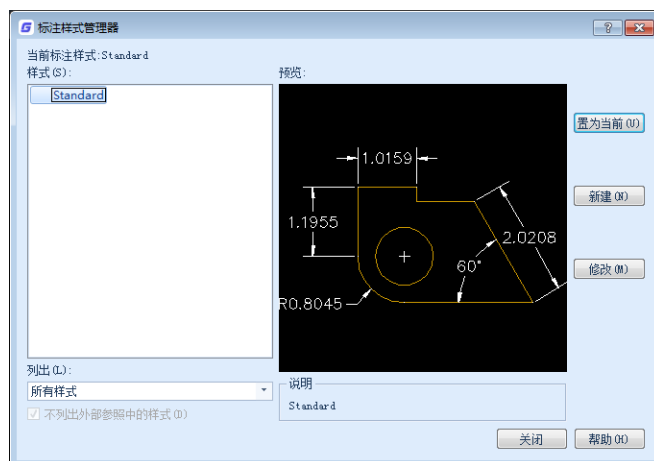 标注样式管理器
当前标注样式:Standard
样式(S):
预览:
Standard
置为当前(U)
新建(N)
修改(M)
1.0159
1.1955
2.0208
60°
R0.8045
列出(L):
所有样式
不列出外部参照中的样式(D)
说明
Standard
关闭
帮助(H)